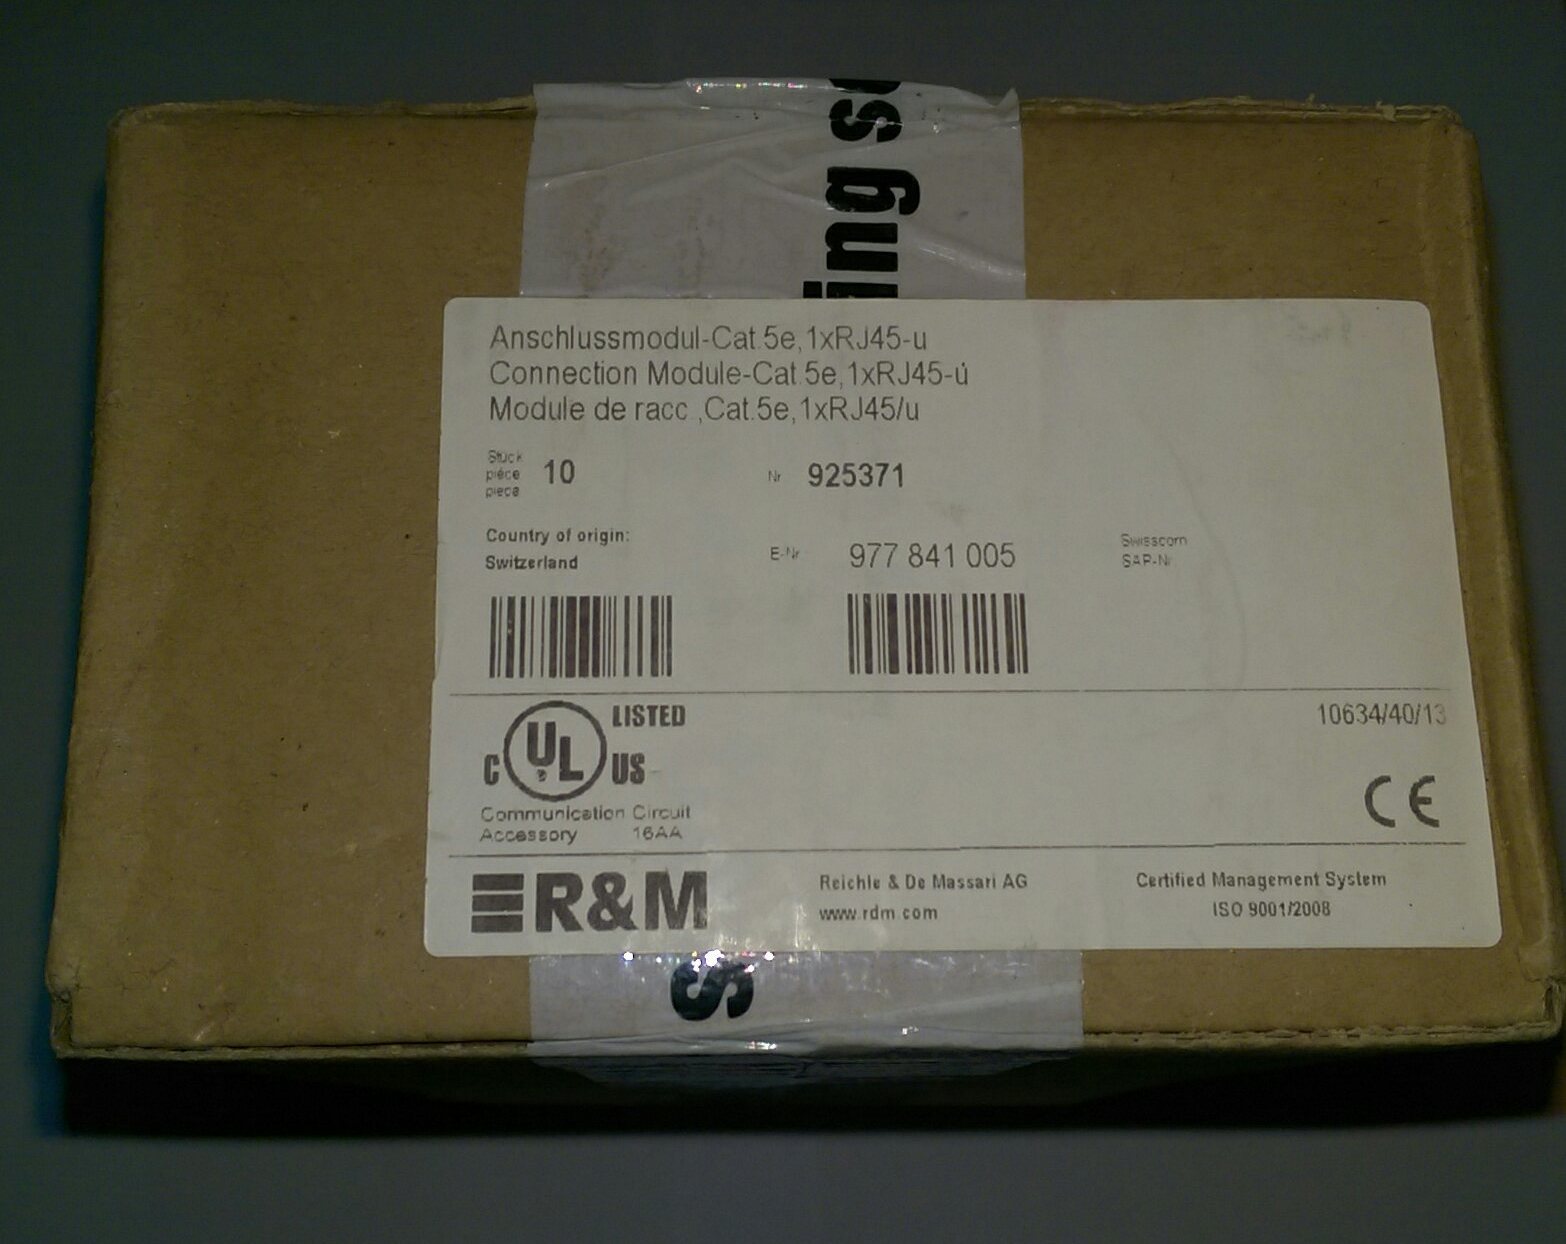 ing s
Anschlussmodul-Cat.5e,1xRJ45-u
Connection Module-Cat.5e,1xRJ45-u
Module de racc.,Cat.5e,1xRJ45/u
Stück
pièce
piece
10
Nr
925371
Country of origin:
Switzerland
E-Nr
977 841 005
Swisscom
SAP-Nr
C UL LISTED US
10634/40/13
Communication Circuit
Accessory 16AA
CE
R&M
Reichle & De Massari AG
www.rdm.com
Certified Management System
ISO 9001/2008
s